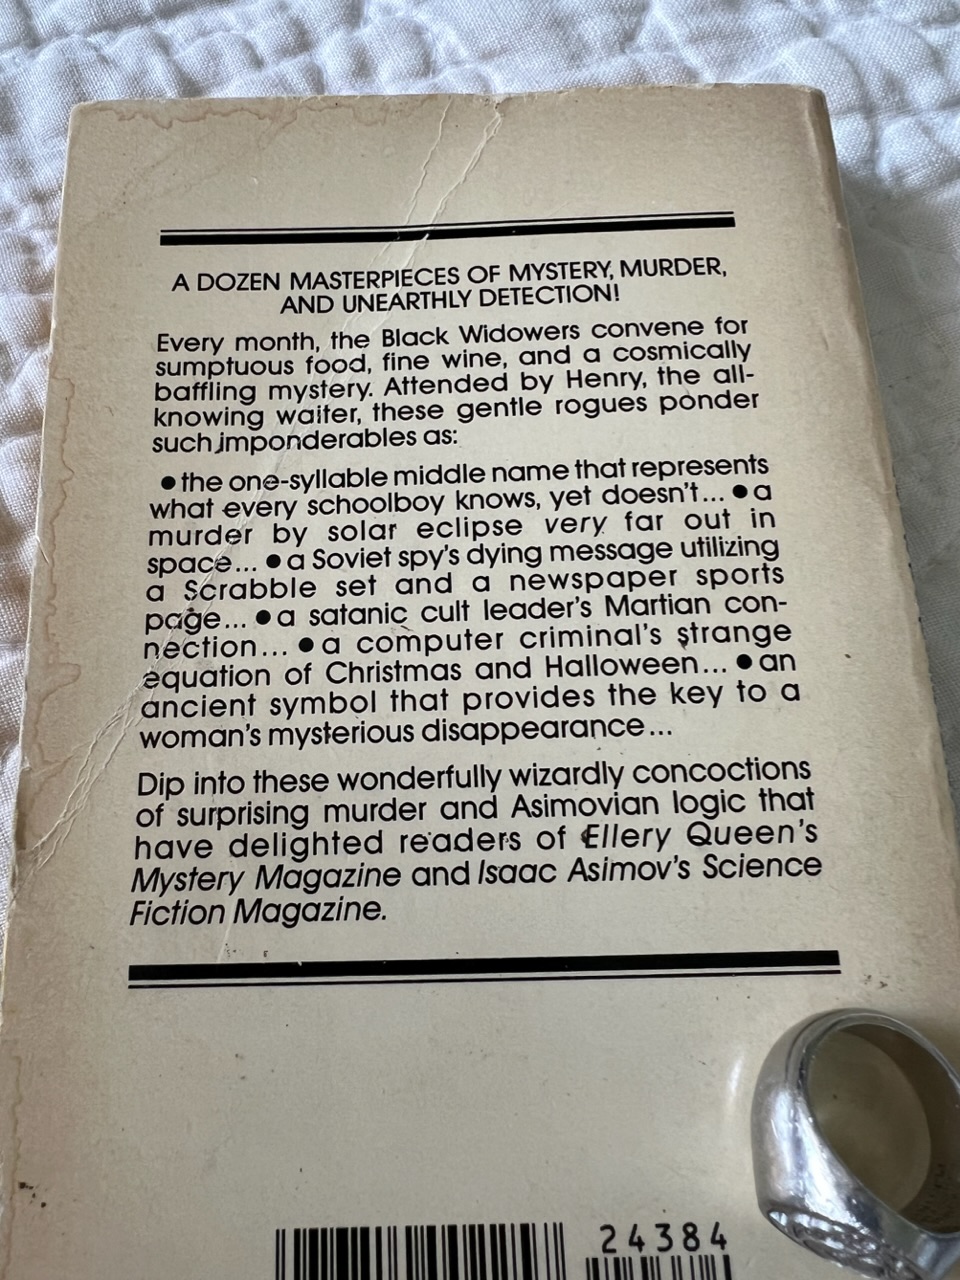 A DOZEN MASTERPIECES OF MYSTERY, MURDER,
AND UNEARTHLY DETECTION!
Every month, the Black Widowers convene for
sumptuous food, fine wine, and a cosmically
baffling mystery. Attended by Henry, the all-
knowing waiter, these gentle rogues ponder
such imponderables as:
● the one-syllable middle name that represents
what every schoolboy knows, yet doesn't... ● a
murder by solar eclipse very far out in
space... ● a Soviet spy's dying message utilizing
a Scrabble set and a newspaper sports
page... ● a satanic cult leader's Martian con-
nection... ● a computer criminal's strange
equation of Christmas and Halloween... ● an
ancient symbol that provides the key to a
woman's mysterious disappearance...
Dip into these wonderfully wizardly concoctions
of surprising murder and Asimovian logic that
have delighted readers of Ellery Queen's
Mystery Magazine and Isaac Asimov's Science
Fiction Magazine.
24384